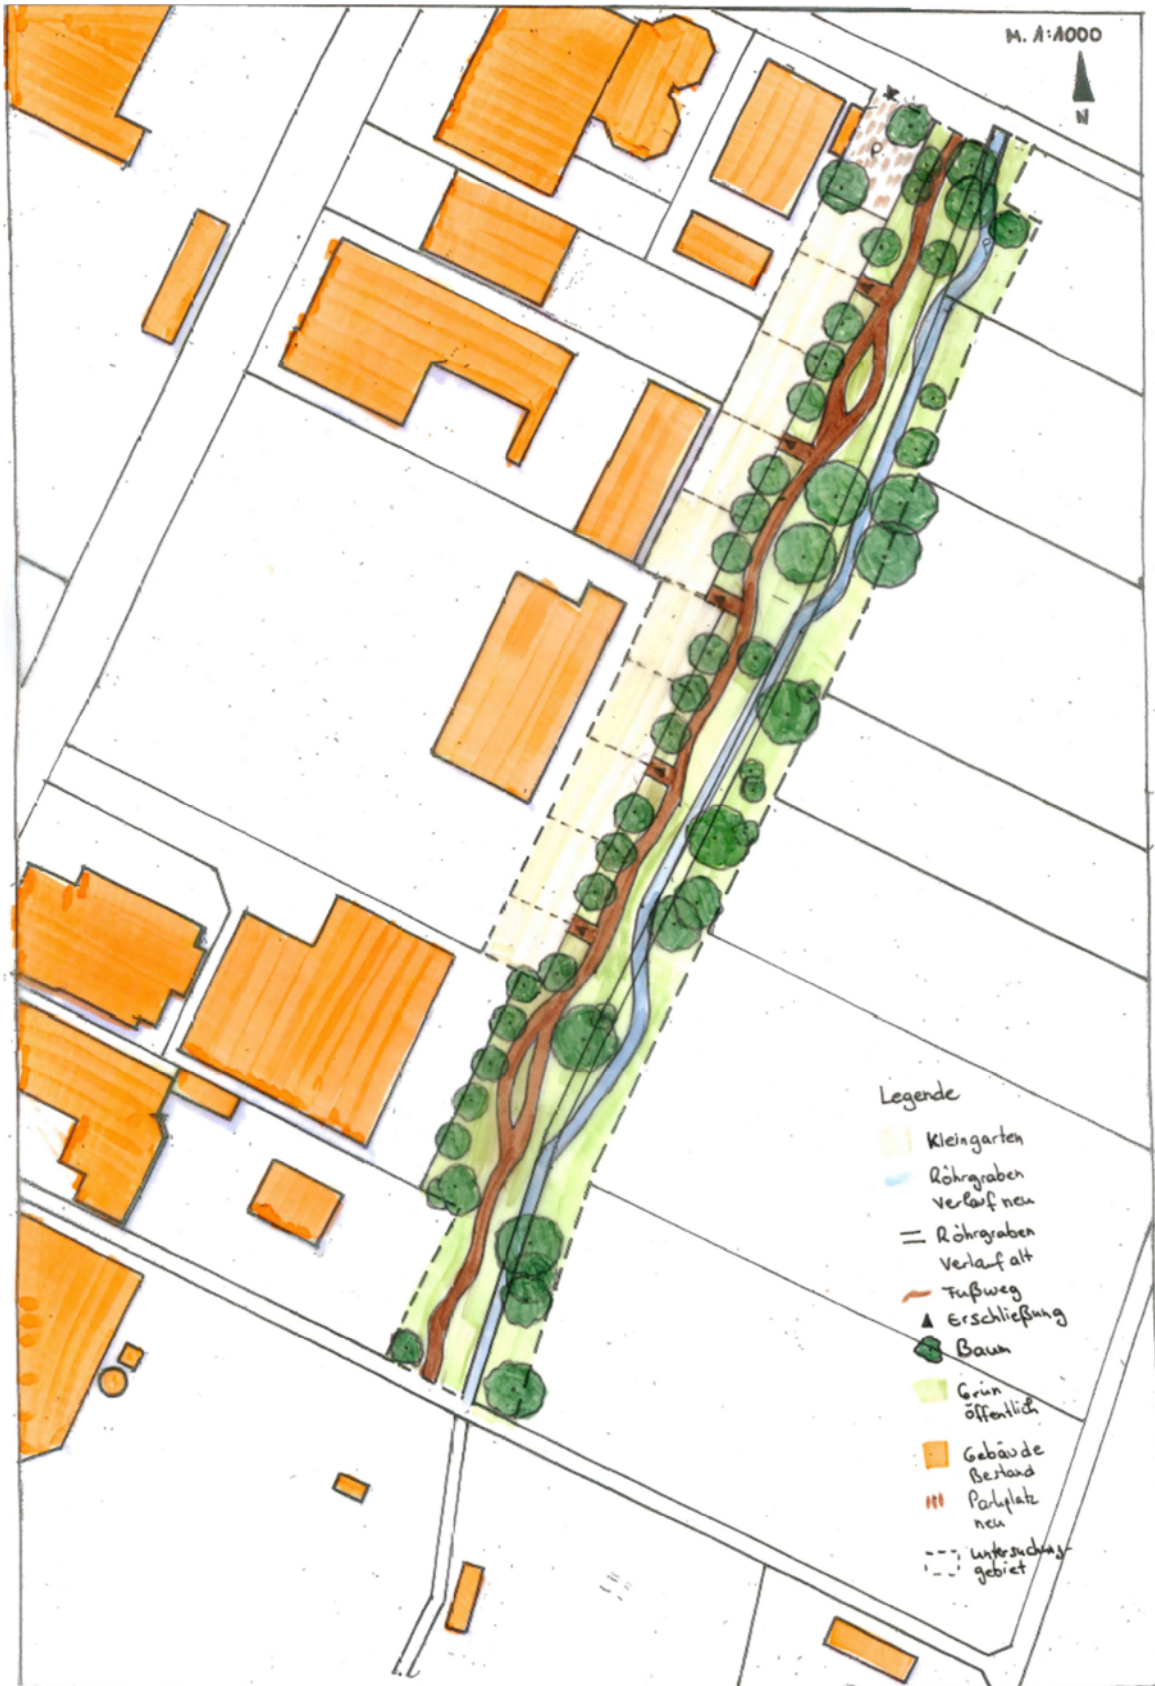 M. 1:1000
N
P
Legende
Kleingarten
Röhrgraben
Verlauf neu
Röhrgraben
Verlauf alt
Fußweg
Erschließung
Baum
Grün
öffentlich
Gebäude
Bestand
Parkplatz
neu
Untersuchungs-
gebiet